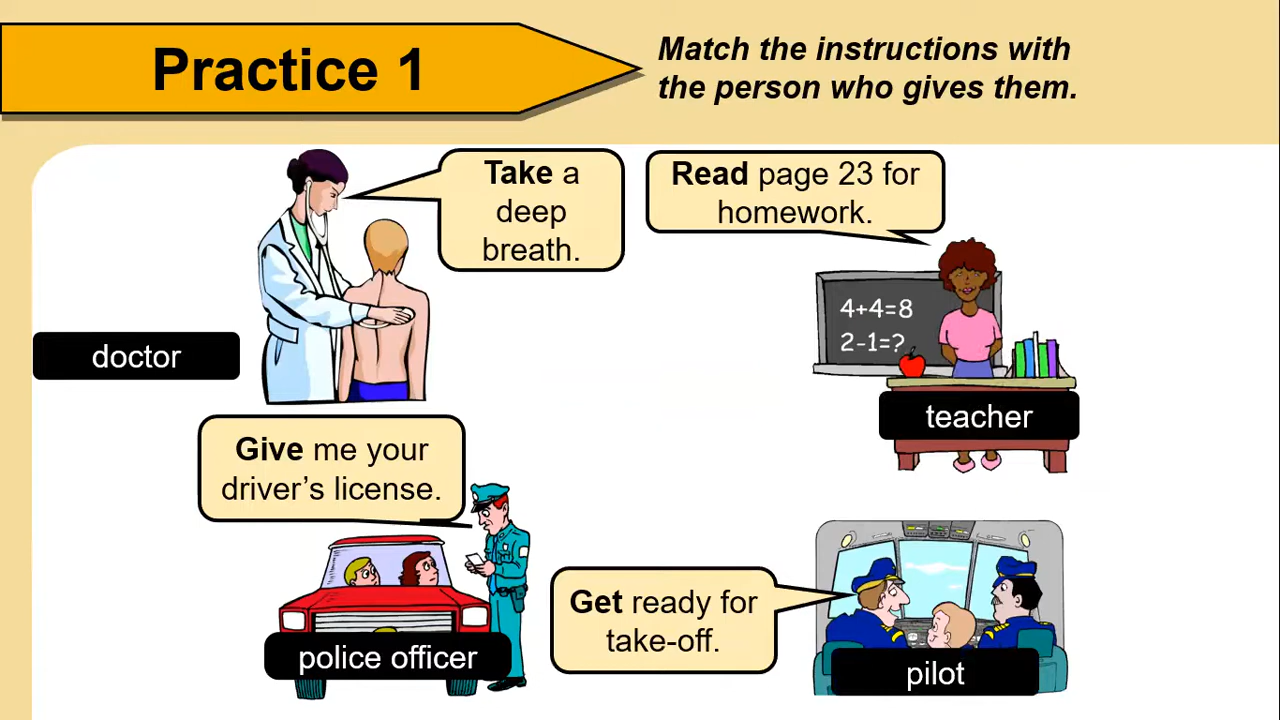 Practice 1
Match the instructions with
the person who gives them.
Take a
deep
breath.
Read page 23 for
homework.
4+4=8
2-1=?
doctor
teacher
Give me your
driver’s license.
Get ready for
take-off.
police officer
pilot